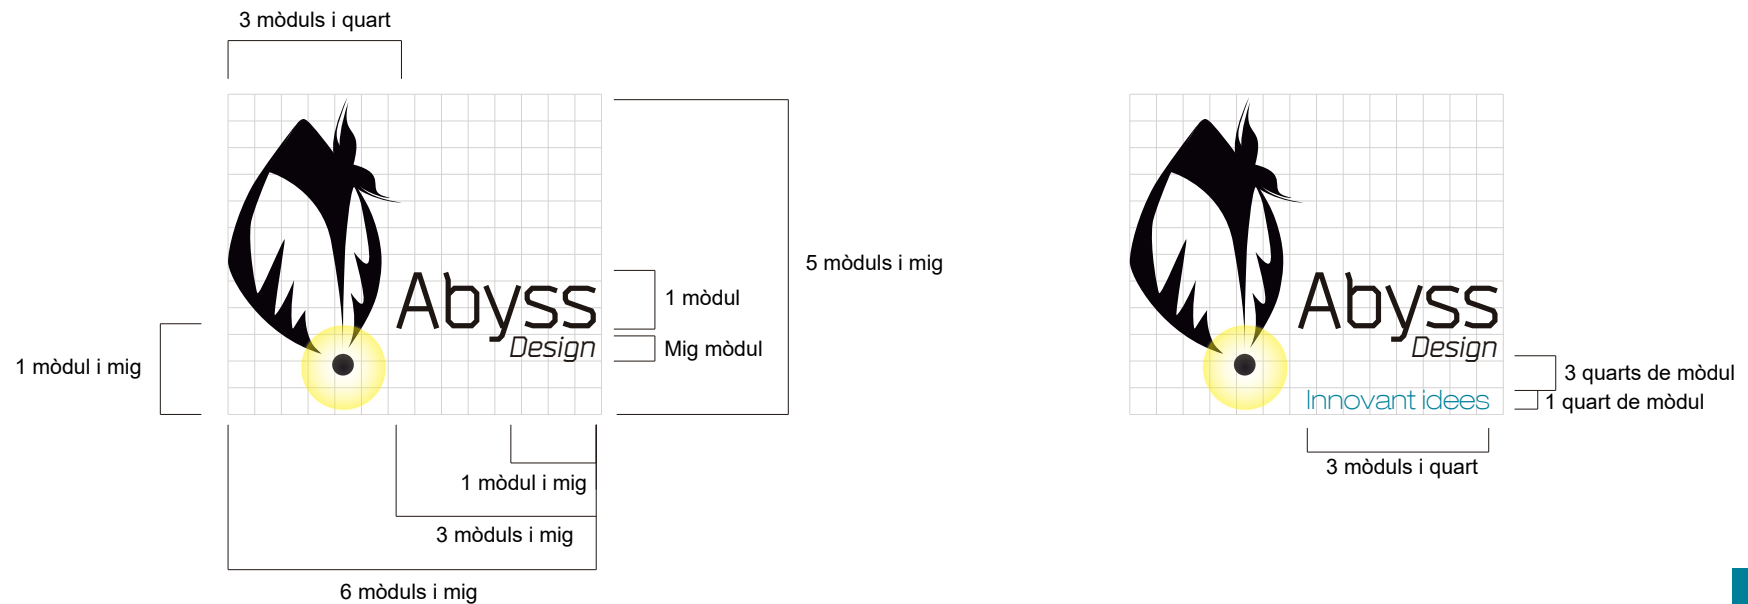 3 mòduls i quart
Abyss
Design
5 mòduls i mig
1 mòdul
Mig mòdul
1 mòdul i mig
1 mòdul i mig
3 mòduls i mig
6 mòduls i mig
Abyss
Design
Innovant idees
3 quarts de mòdul
1 quart de mòdul
3 mòduls i quart